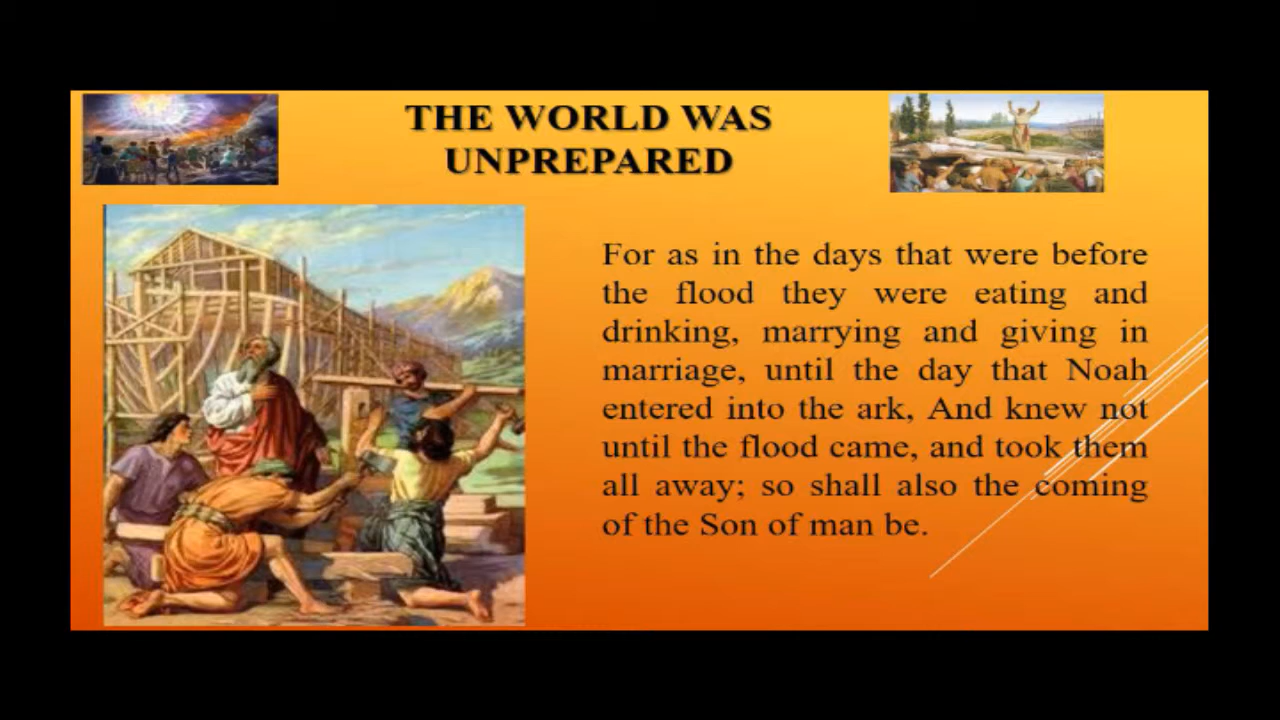 THE WORLD WAS
UNPREPARED
For as in the days that were before
the flood they were eating and
drinking, marrying and giving in
marriage, until the day that Noah
entered into the ark, And knew not
until the flood came, and took them
all away; so shall also the coming
of the Son of man be.